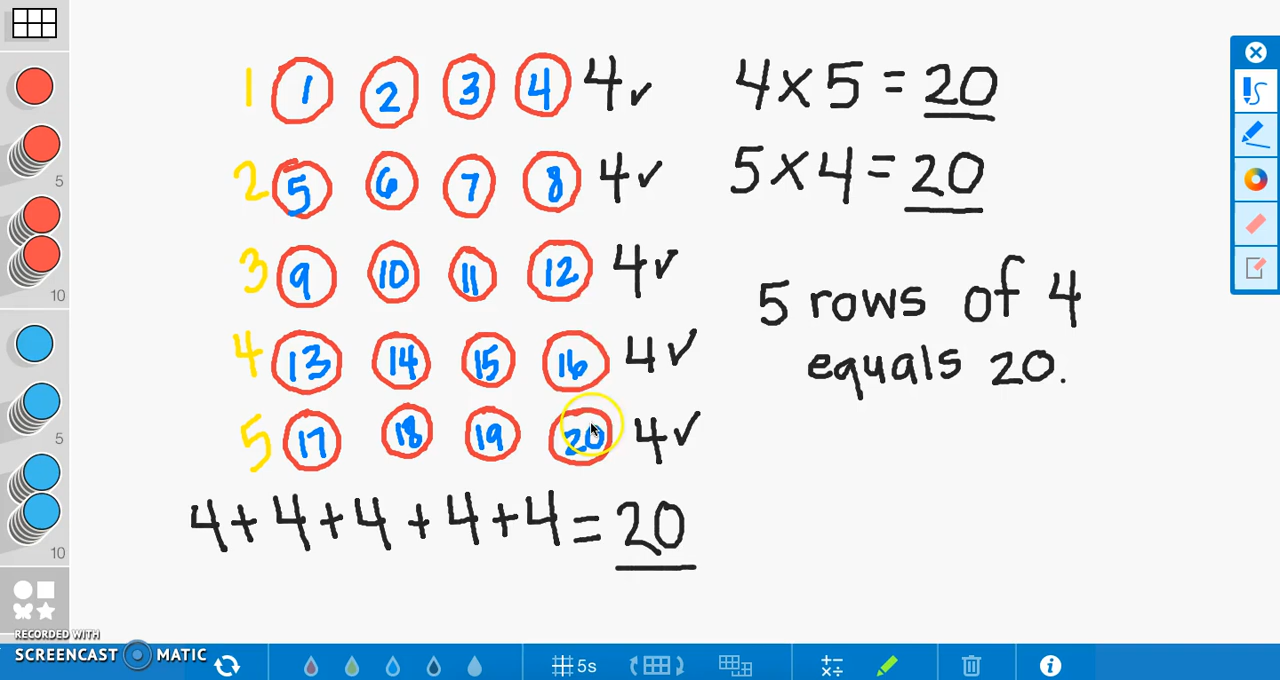 1 1 2 3 4 4✓
2 5 6 7 8 4✓
3 9 10 11 12 4✓
4 13 14 15 16 4✓
5 17 18 19 20 4✓
4+4+4+4+4=20
4×5=20
5×4=20
5 rows of 4
equals 20.
5
10
5
10
RECORDED WITH
SCREENCAST MATIC
5s